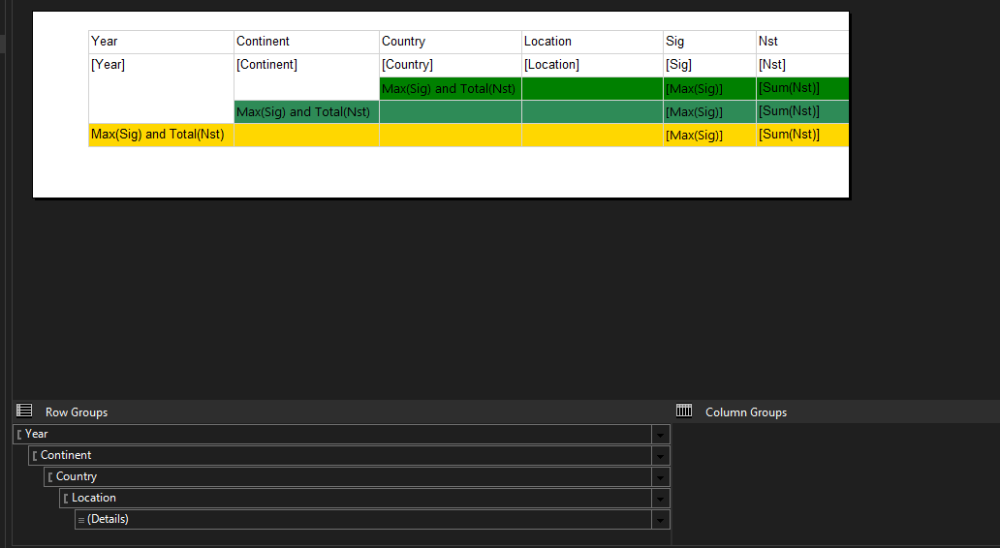 Year Continent Country Location Sig Nst
[Year] [Continent] [Country] [Location] [Sig] [Nst]
Max(Sig) and Total(Nst) [Max(Sig)] [Sum(Nst)]
Max(Sig) and Total(Nst) [Max(Sig)] [Sum(Nst)]
Max(Sig) and Total(Nst) [Max(Sig)] [Sum(Nst)]
Row Groups Column Groups
[ Year
[ Continent
[ Country
[ Location
≡ (Details)